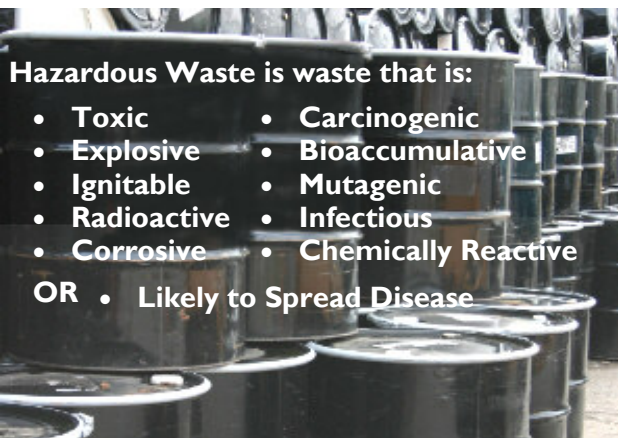 Hazardous Waste is waste that is:
• Toxic • Carcinogenic
• Explosive • Bioaccumulative
• Ignitable • Mutagenic
• Radioactive • Infectious
• Corrosive • Chemically Reactive
OR • Likely to Spread Disease